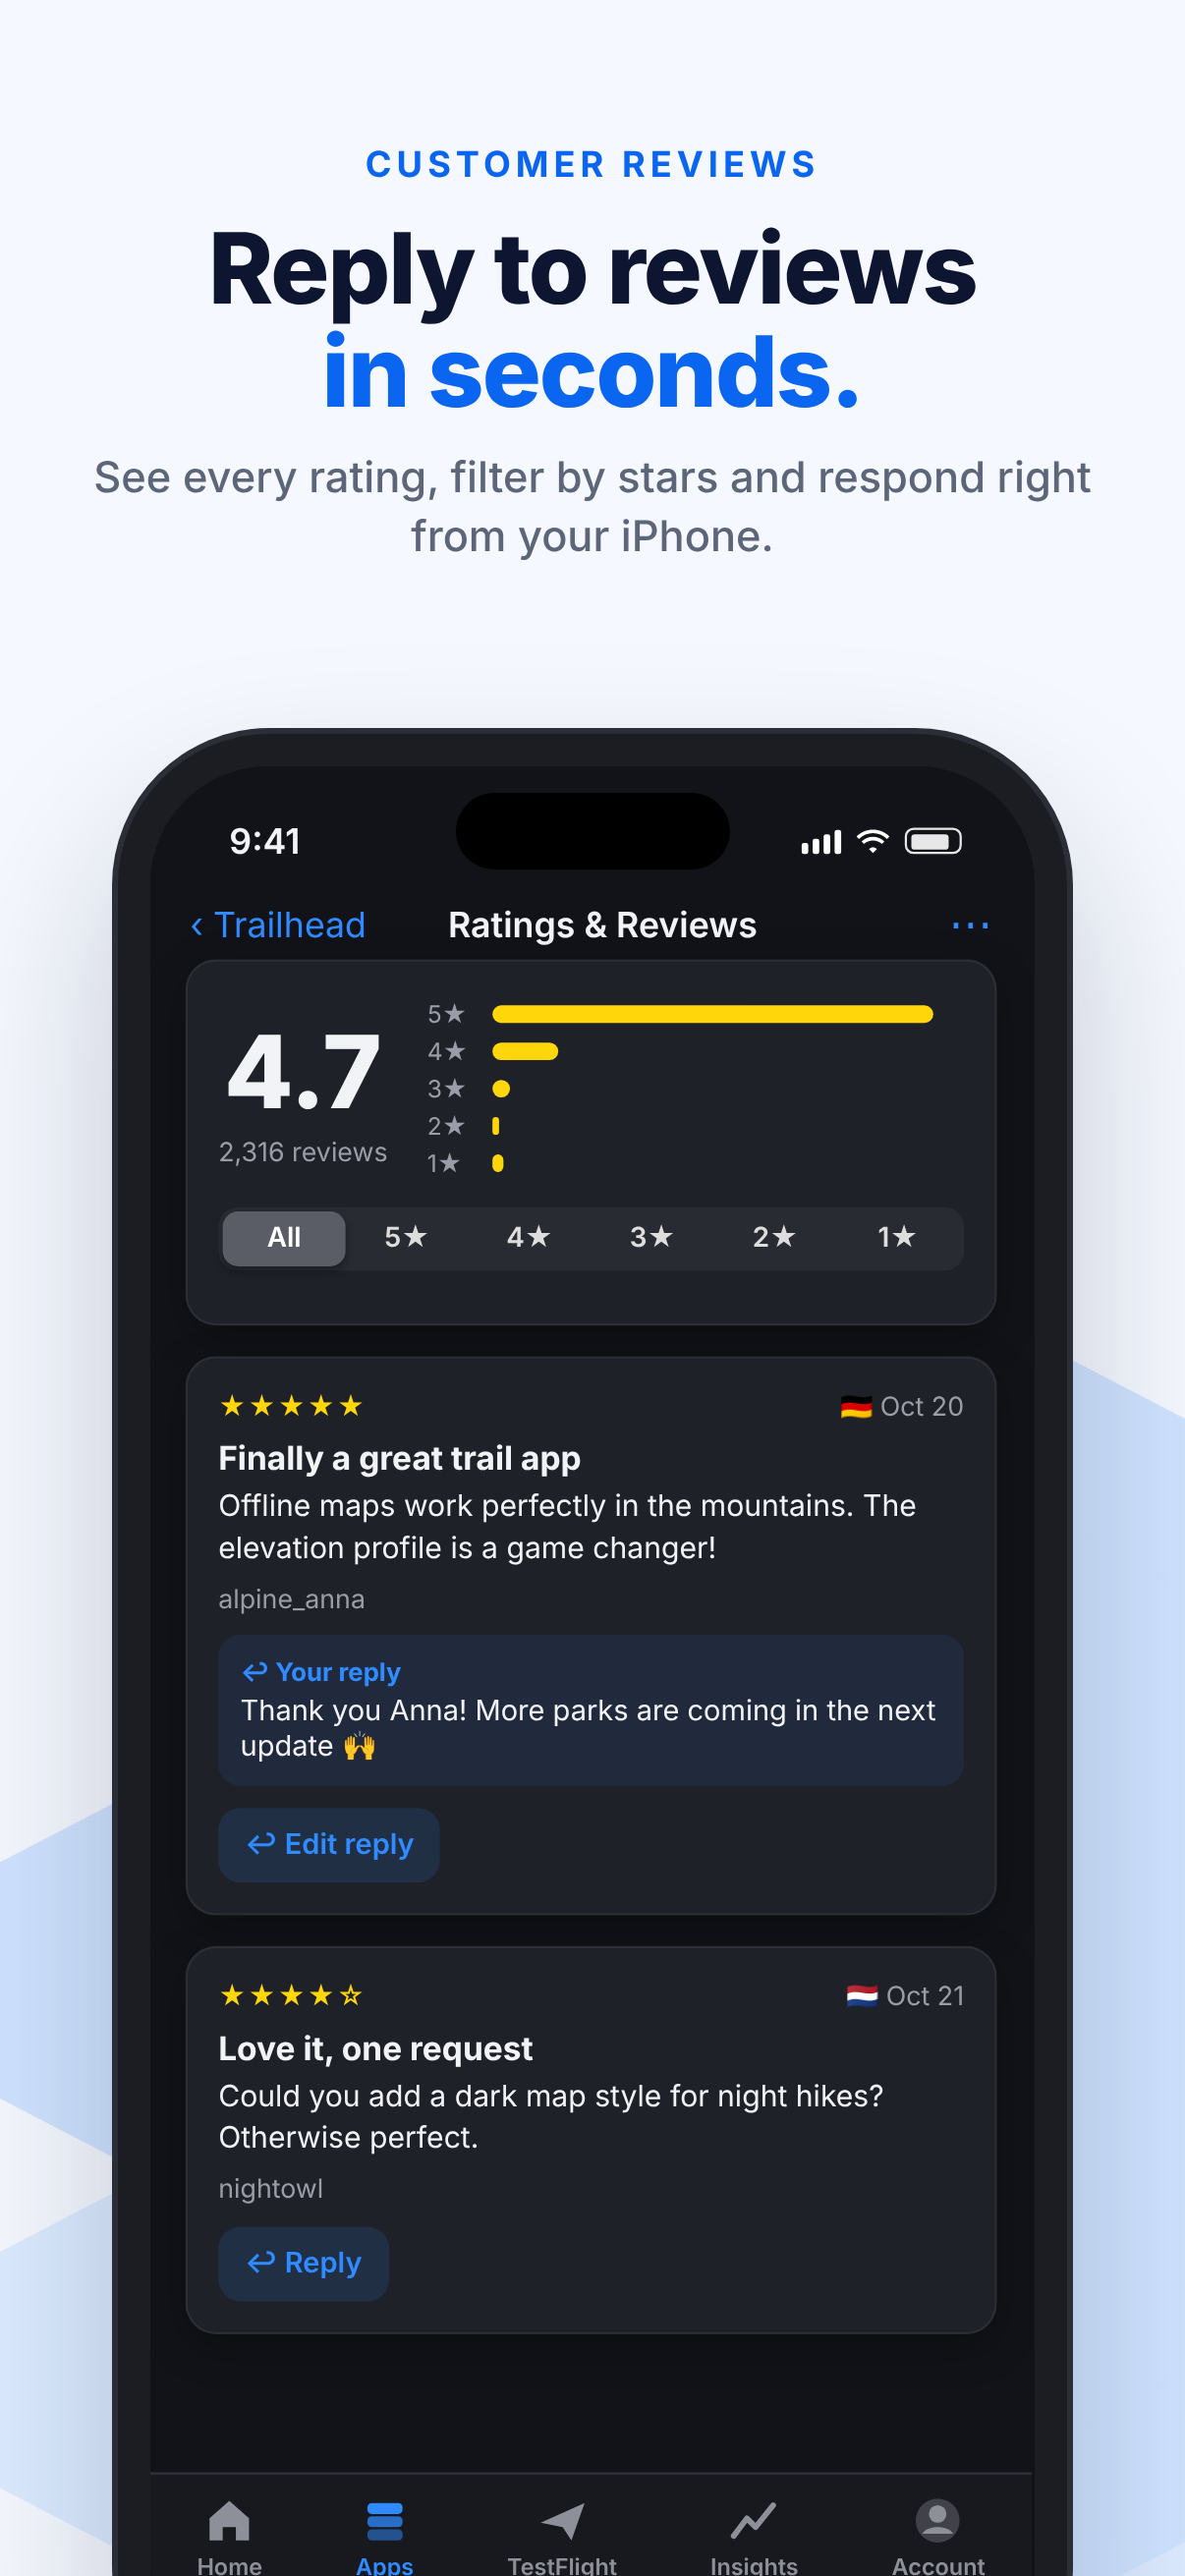 CUSTOMER REVIEWS
Reply to reviews
in seconds.
See every rating, filter by stars and respond right
from your iPhone.
9:41
‹ Trailhead Ratings & Reviews ···
4.7
2,316 reviews
5★
4★
3★
2★
1★
All 5★ 4★ 3★ 2★ 1★
★★★★★ 🇩🇪 Oct 20
Finally a great trail app
Offline maps work perfectly in the mountains. The
elevation profile is a game changer!
alpine_anna
↩ Your reply
Thank you Anna! More parks are coming in the next
update 🙌
↩ Edit reply
★★★★☆ 🇳🇱 Oct 21
Love it, one request
Could you add a dark map style for night hikes?
Otherwise perfect.
nightowl
↩ Reply
Home Apps TestFlight Insights Account